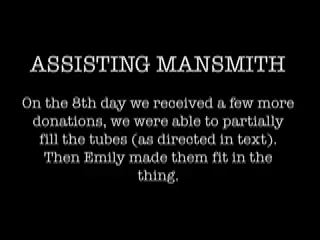 ASSISTING MANSMITH
On the 8th day we received a few more
donations, we were able to partially
fill the tubes (as directed in text).
Then Emily made them fit in the
thing.